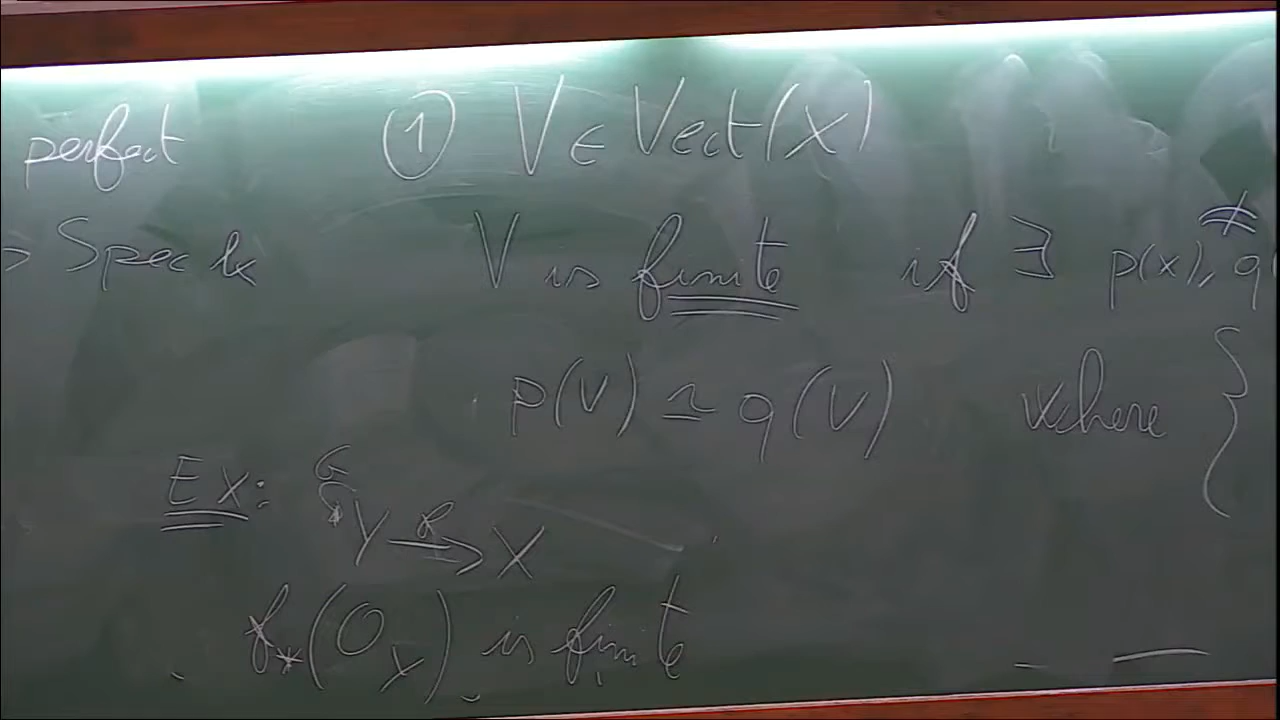 perfect ① V ∈ Vect(X)
> Spec k V is finite if ∃ p(x), ≠ q(
p(V) ≃ q(V) where {
Ex: G Y f→ X
f*(O_Y) is finite